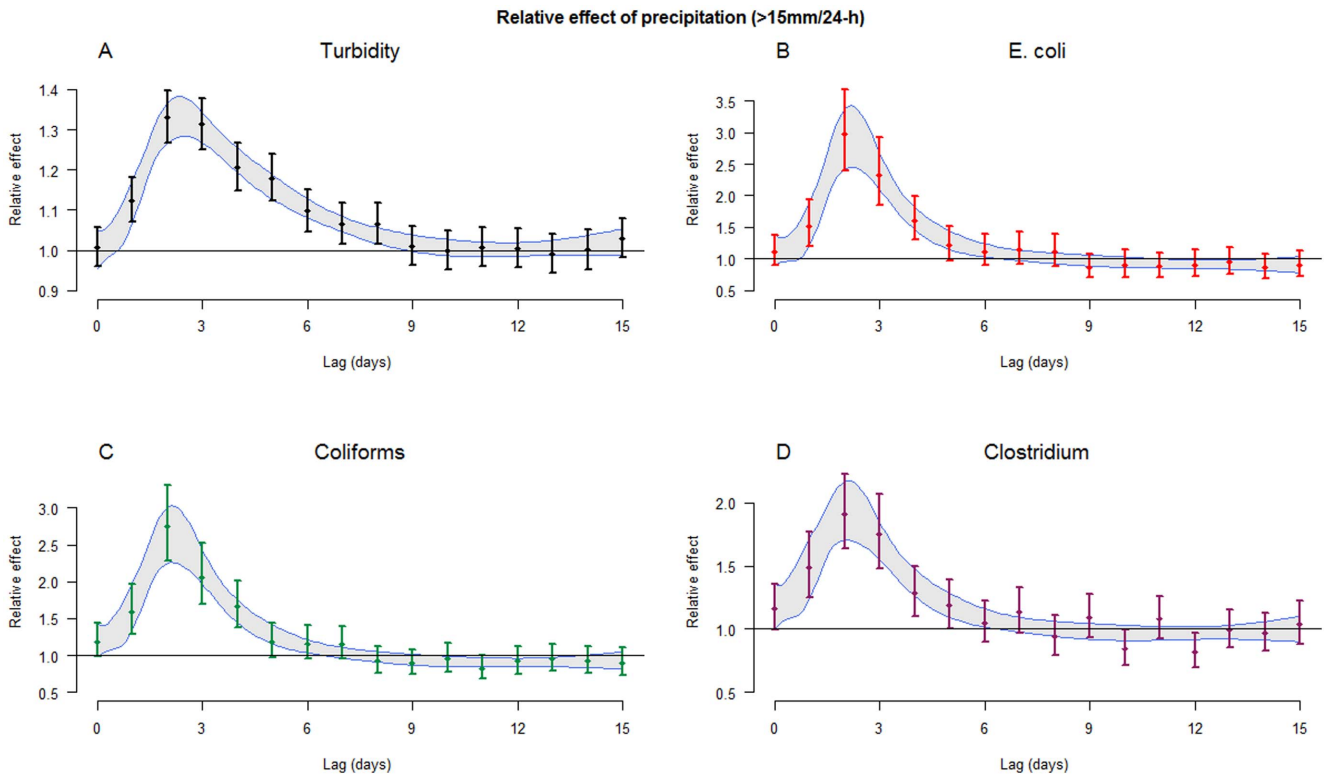 Relative effect of precipitation (>15mm/24-h)
A Turbidity
Relative effect
1.4
1.3
1.2
1.1
1.0
0.9
0 3 6 9 12 15
Lag (days)
B E. coli
Relative effect
3.5
3.0
2.5
2.0
1.5
1.0
0.5
0 3 6 9 12 15
Lag (days)
C Coliforms
Relative effect
3.0
2.5
2.0
1.5
1.0
0.5
0 3 6 9 12 15
Lag (days)
D Clostridium
Relative effect
2.0
1.5
1.0
0.5
0 3 6 9 12 15
Lag (days)